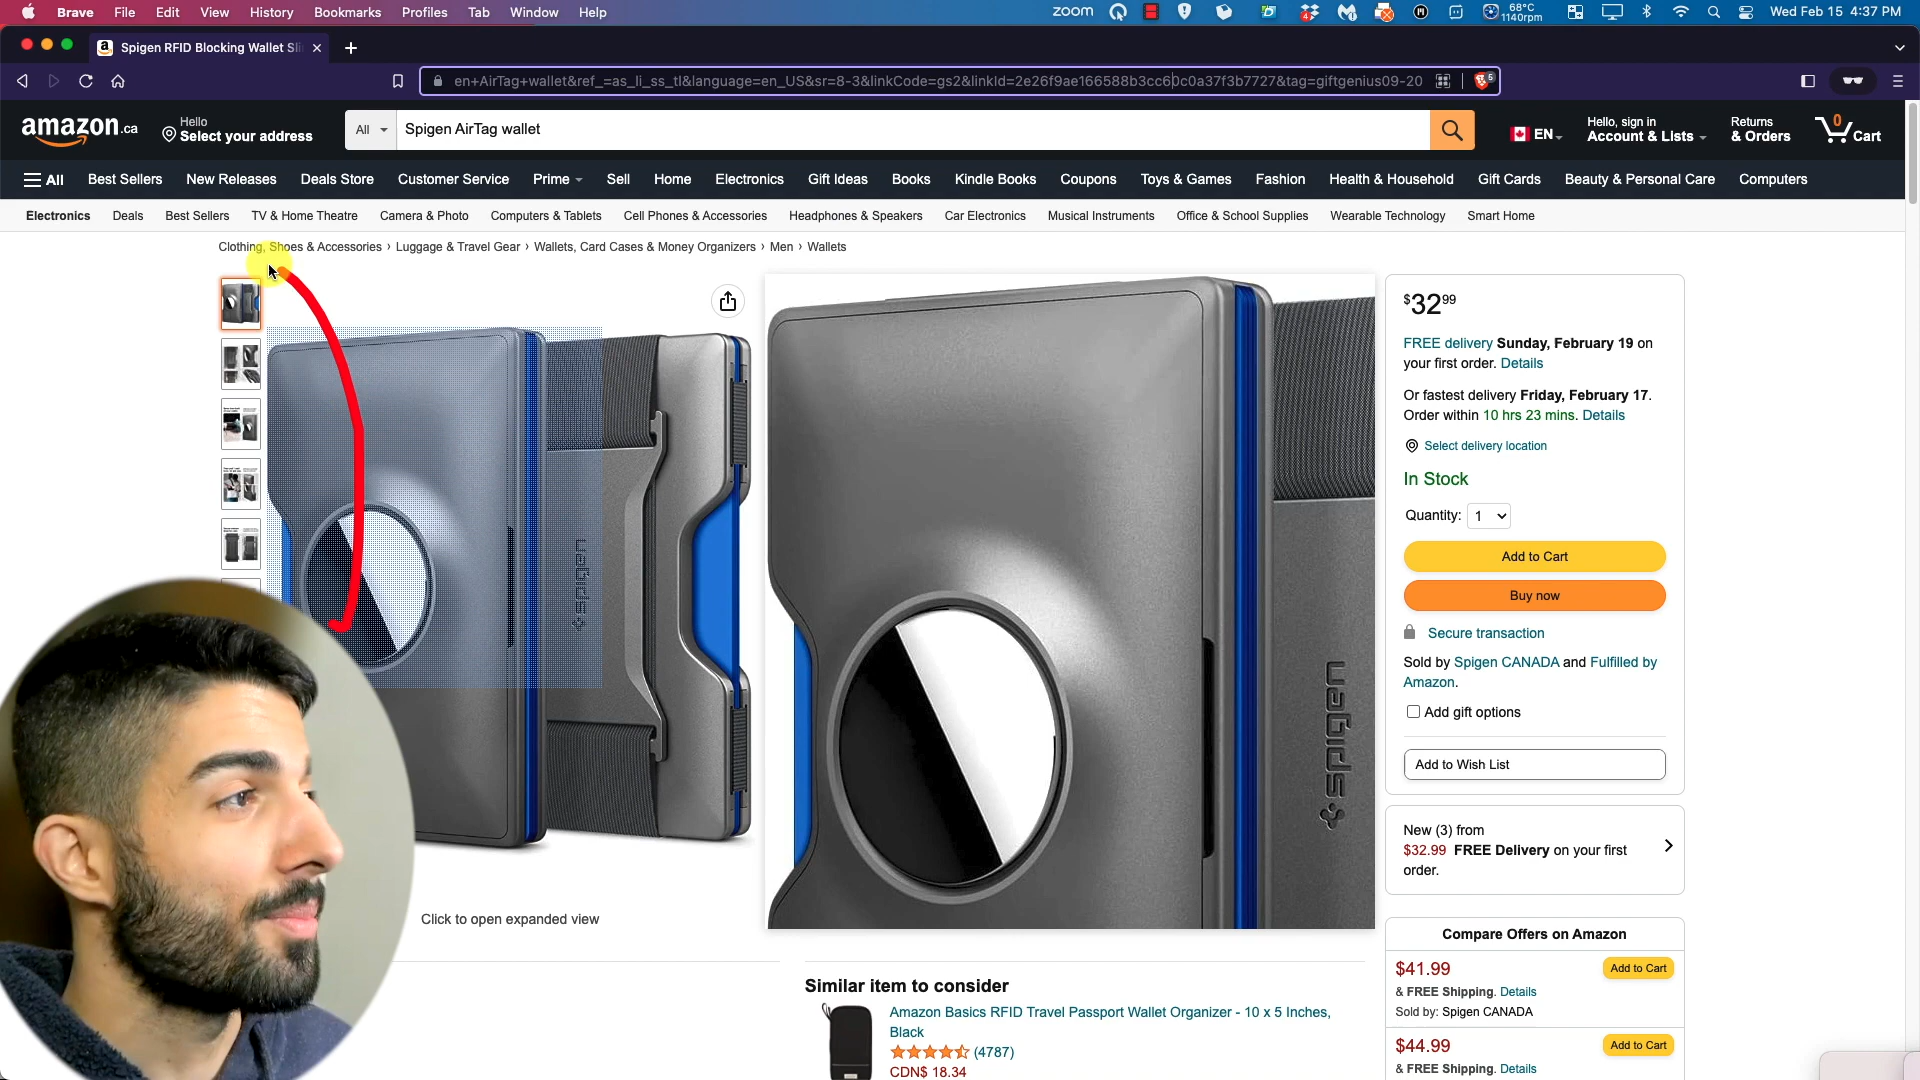 Brave File Edit View History Bookmarks Profiles Tab Window Help
zoom 68°C 1140rpm Wed Feb 15 4:37 PM
Spigen RFID Blocking Wallet Sli
en+AirTag+wallet&ref_=as_li_ss_tl&language=en_US&sr=8-3&linkCode=gs2&linkId=2e26f9ae166588b3cc60c0a37f3b7727&tag=giftgenius09-20
amazon.ca
Hello
Select your address
All
Spigen AirTag wallet
EN
Hello, sign in
Account & Lists
Returns
& Orders
0
Cart
All Best Sellers New Releases Deals Store Customer Service Prime Sell Home Electronics Gift Ideas Books Kindle Books Coupons Toys & Games Fashion Health & Household Gift Cards Beauty & Personal Care Computers
Electronics Deals Best Sellers TV & Home Theatre Camera & Photo Computers & Tablets Cell Phones & Accessories Headphones & Speakers Car Electronics Musical Instruments Office & School Supplies Wearable Technology Smart Home
Clothing, Shoes & Accessories › Luggage & Travel Gear › Wallets, Card Cases & Money Organizers › Men › Wallets
spigen
spigen
Click to open expanded view
$32 99
FREE delivery Sunday, February 19 on
your first order. Details
Or fastest delivery Friday, February 17.
Order within 10 hrs 23 mins. Details
Select delivery location
In Stock
Quantity: 1
Add to Cart
Buy now
Secure transaction
Sold by Spigen CANADA and Fulfilled by
Amazon.
Add gift options
Add to Wish List
New (3) from
$32.99 FREE Delivery on your first
order.
Compare Offers on Amazon
$41.99
Add to Cart
& FREE Shipping. Details
Sold by: Spigen CANADA
$44.99
Add to Cart
& FREE Shipping. Details
Similar item to consider
Amazon Basics RFID Travel Passport Wallet Organizer - 10 x 5 Inches,
Black
(4787)
CDN$ 18.34